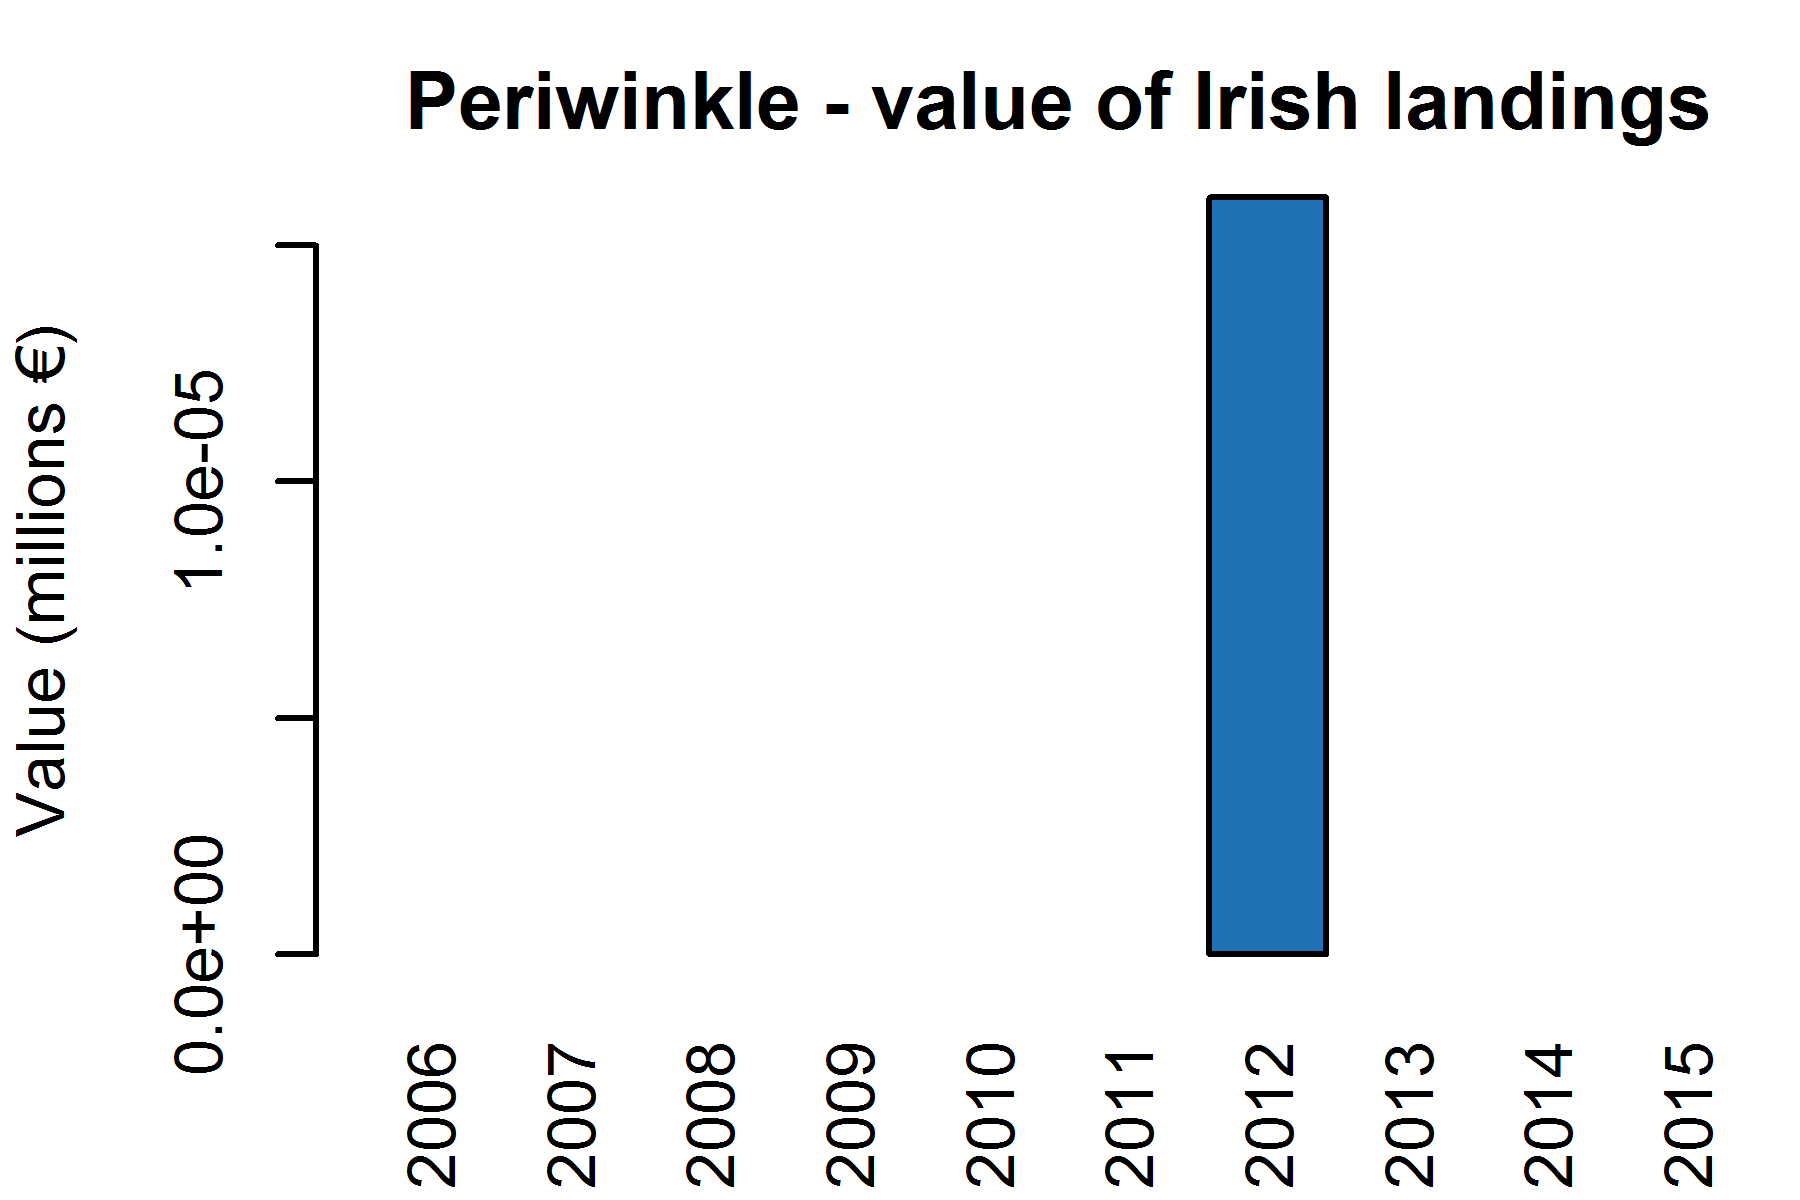 Periwinkle - value of Irish landings
Value (millions €)
1.0e-05
0.0e+00
2006
2007
2008
2009
2010
2011
2012
2013
2014
2015